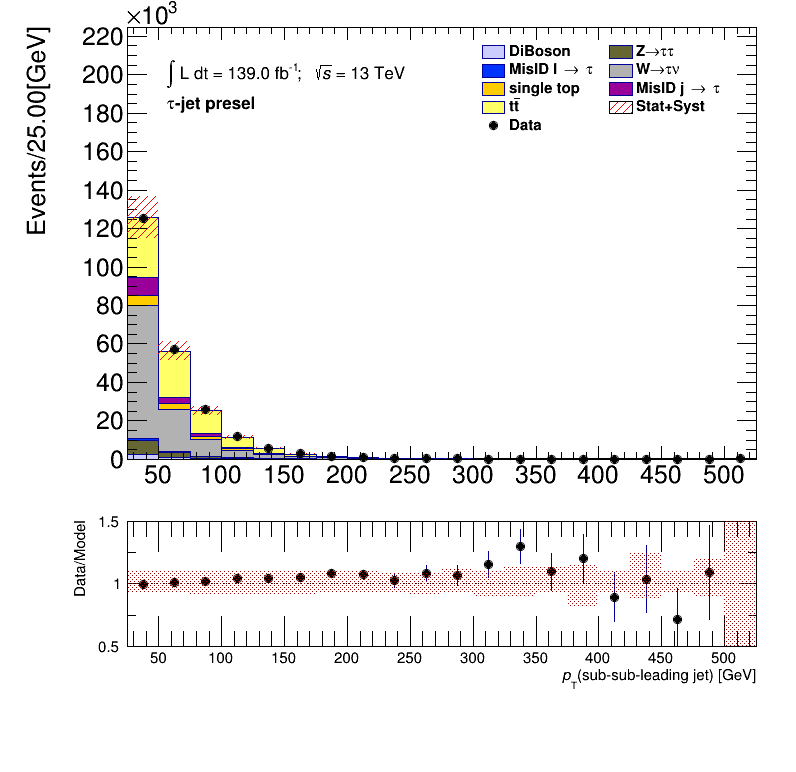 ×10³
Events/25.00[GeV]
220
200
180
160
140
120
100
80
60
40
20
0
∫ L dt = 139.0 fb⁻¹; √s = 13 TeV
τ-jet presel
DiBoson
MisID l → τ
single top
tt̄
Data
Z→ττ
W→τν
MisID j → τ
Stat+Syst
50 100 150 200 250 300 350 400 450 500
Data/Model
1.5
1
0.5
50 100 150 200 250 300 350 400 450 500
p_T(sub-sub-leading jet) [GeV]